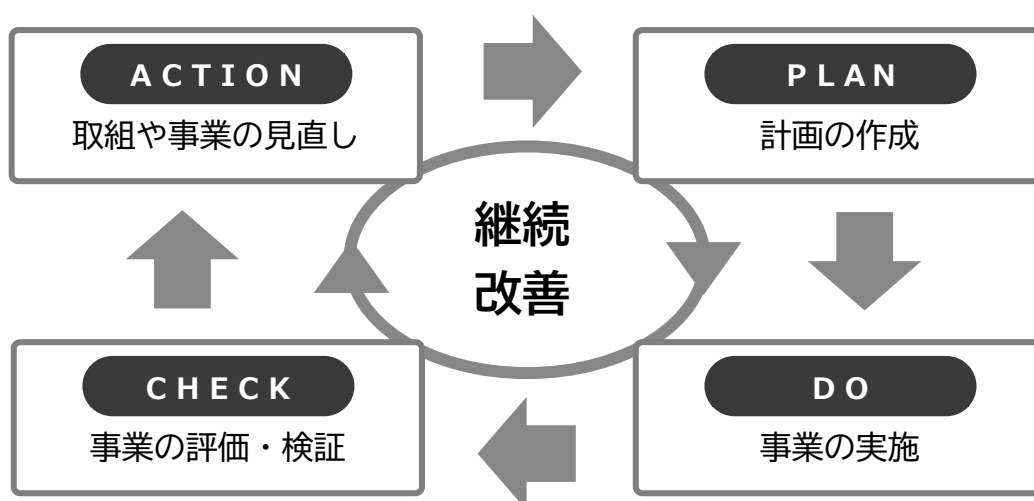 ACTION
取組や事業の見直し
PLAN
計画の作成
継続
改善
CHECK
事業の評価・検証
DO
事業の実施